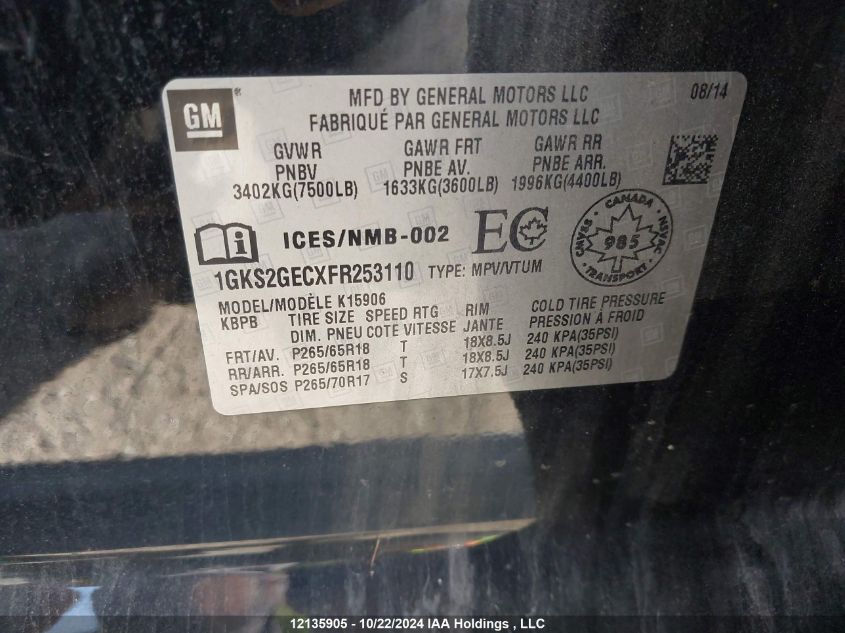 GM
MFD BY GENERAL MOTORS LLC 08/14
FABRIQUÉ PAR GENERAL MOTORS LLC
GVWR GAWR FRT GAWR RR
PNBV PNBE AV. PNBE ARR.
3402KG(7500LB) 1633KG(3600LB) 1996KG(4400LB)
ICES/NMB-002 EC
CANADA
SVAC 985 NSVAC
TRANSPORT
1GKS2GECXFR253110 TYPE: MPV/VTUM
MODEL/MODÈLE K15906
KBPB TIRE SIZE SPEED RTG RIM COLD TIRE PRESSURE
DIM. PNEU COTE VITESSE JANTE PRESSION À FROID
FRT/AV. P265/65R18 T 18X8.5J 240 KPA(35PSI)
RR/ARR. P265/65R18 T 18X8.5J 240 KPA(35PSI)
SPA/SOS P265/70R17 S 17X7.5J 240 KPA(35PSI)
12135905 - 10/22/2024 IAA Holdings , LLC